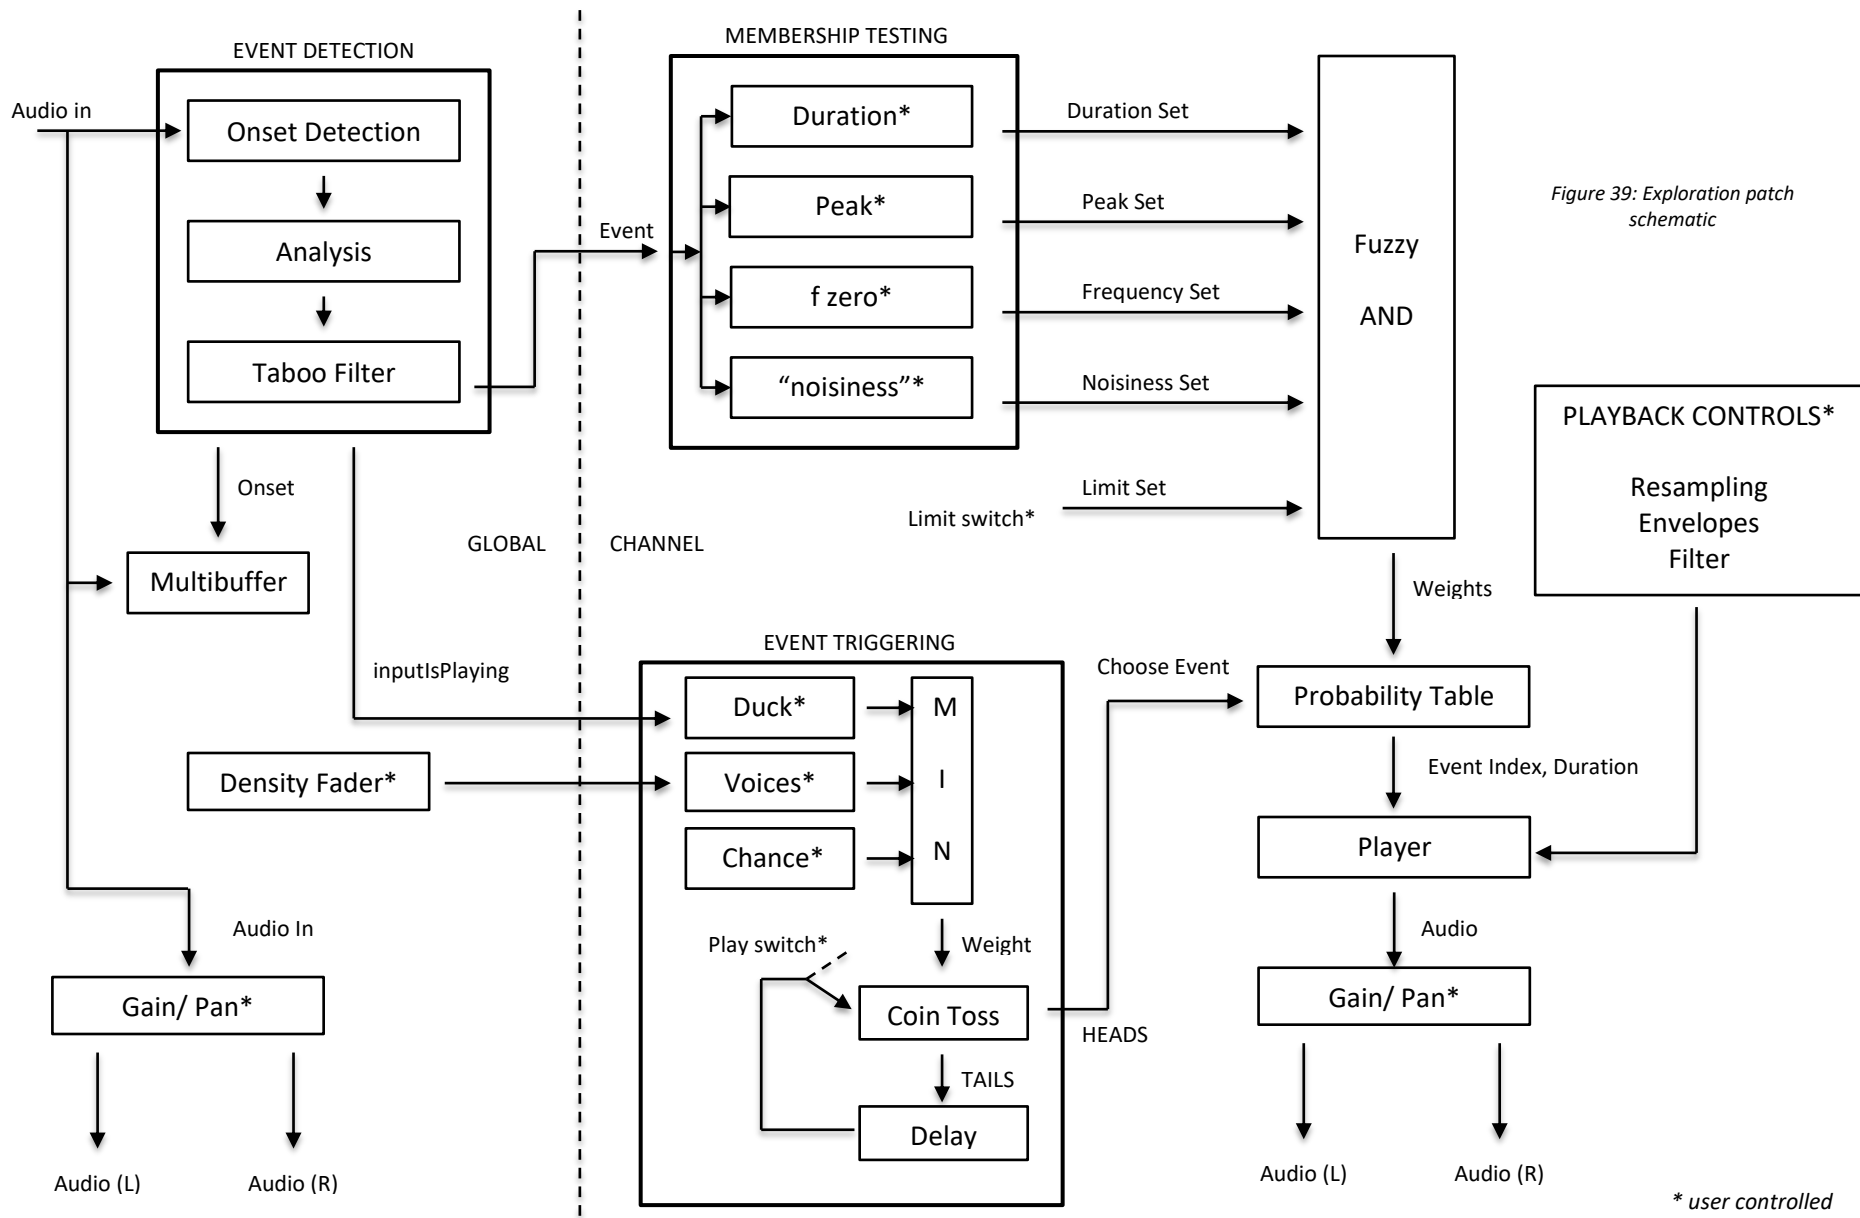 EVENT DETECTION
MEMBERSHIP TESTING
Audio in
Onset Detection
Analysis
Taboo Filter
Event
Duration*
Peak*
f zero*
“noisiness”*
Duration Set
Peak Set
Frequency Set
Noisiness Set
Limit Set
Limit switch*
Fuzzy
AND
Figure 39: Exploration patch
schematic
PLAYBACK CONTROLS*
Resampling
Envelopes
Filter
Onset
Multibuffer
GLOBAL
CHANNEL
inputIsPlaying
Density Fader*
EVENT TRIGGERING
Duck*
Voices*
Chance*
M
I
N
Play switch*
Weight
Coin Toss
TAILS
Delay
HEADS
Choose Event
Weights
Probability Table
Event Index, Duration
Player
Audio
Gain/ Pan*
Audio (L)
Audio (R)
Audio In
Gain/ Pan*
Audio (L)
Audio (R)
* user controlled